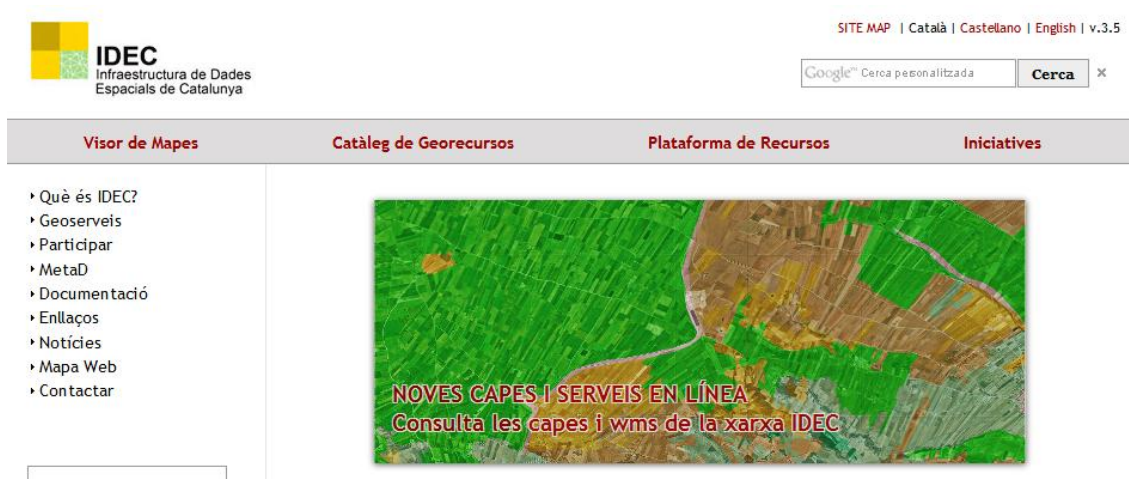 SITE MAP | Català | Castellano | English | v.3.5
IDEC
Infraestructura de Dades
Espacials de Catalunya
Google™ Cerca personalitzada
Cerca ×
Visor de Mapes Catàleg de Georecursos Plataforma de Recursos Iniciatives
Què és IDEC?
Geoserveis
Participar
MetaD
Documentació
Enllaços
Notícies
Mapa Web
Contactar
NOVES CAPES I SERVEIS EN LÍNEA
Consulta les capes i wms de la xarxa IDEC